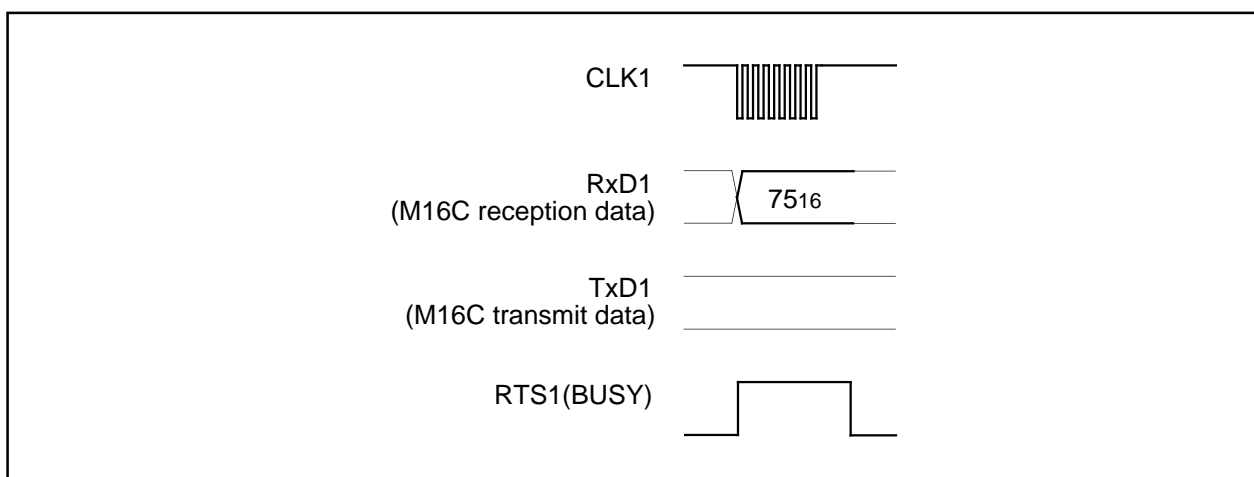 CLK1
RxD1
(M16C reception data)
7516
TxD1
(M16C transmit data)
RTS1(BUSY)